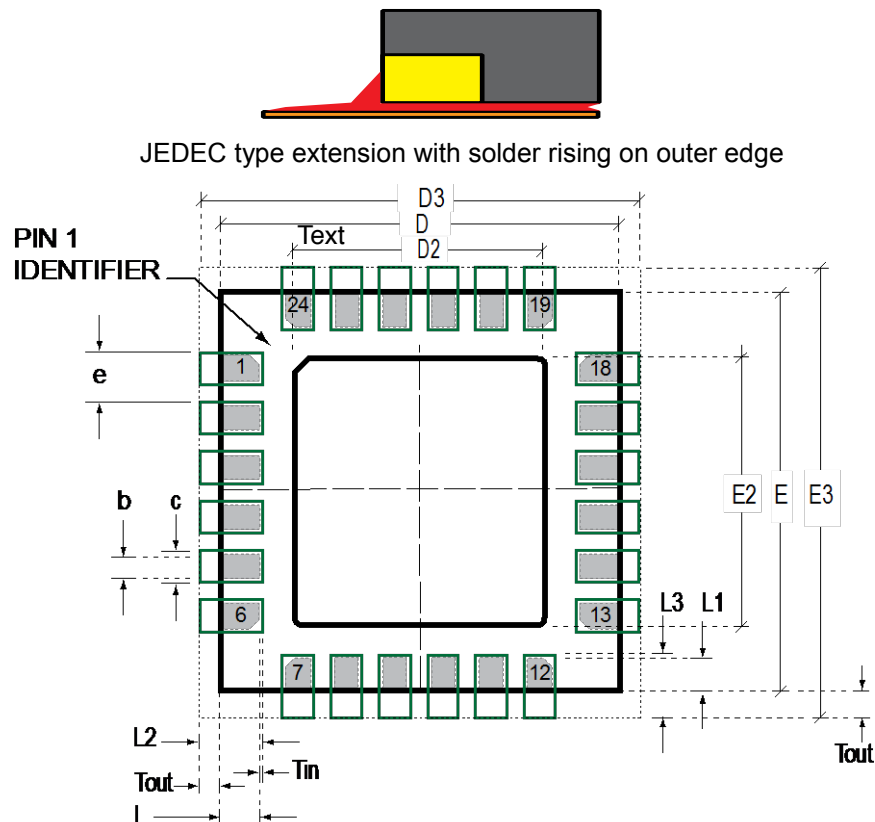 JEDEC type extension with solder rising on outer edge
D3
D
Text
D2
PIN 1
IDENTIFIER
24
19
1
18
e
b
c
E2
E
E3
6
13
L3
L1
7
12
L2
Tin
Tout
Tout
L